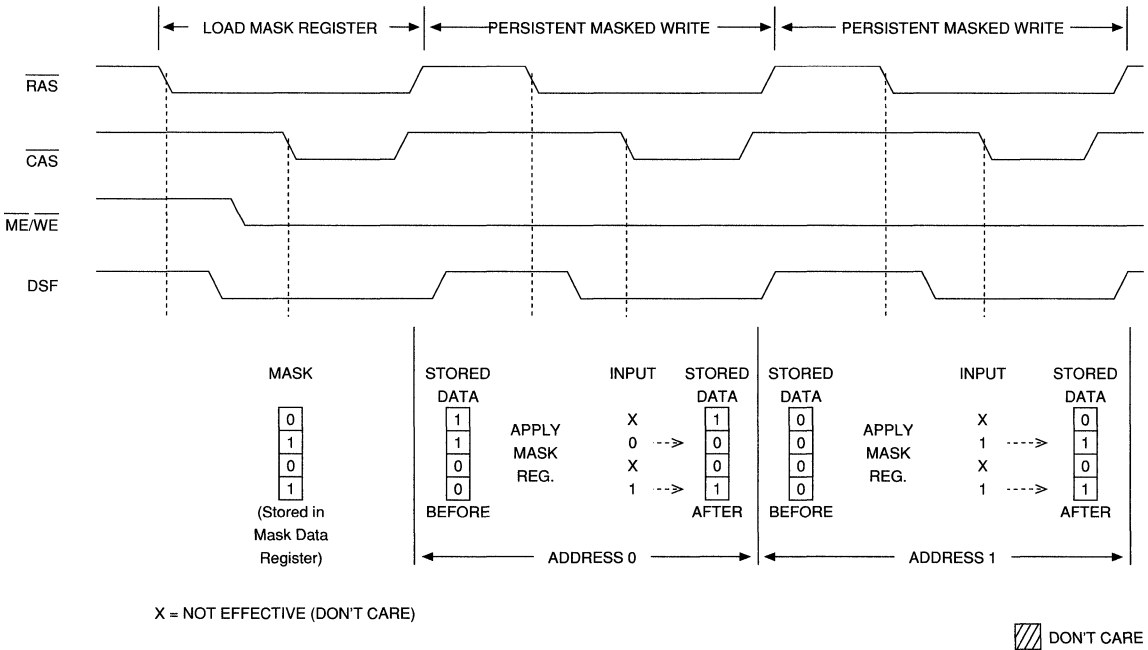 LOAD MASK REGISTER PERSISTENT MASKED WRITE PERSISTENT MASKED WRITE
RAS
CAS
ME/WE
DSF
MASK
0
1
0
1
(Stored in
Mask Data
Register)
STORED
DATA
1
1
0
0
BEFORE
APPLY
MASK
REG.
INPUT
X
0
X
1
STORED
DATA
1
0
0
1
AFTER
ADDRESS 0
STORED
DATA
0
0
0
0
BEFORE
APPLY
MASK
REG.
INPUT
X
1
X
1
STORED
DATA
0
1
0
1
AFTER
ADDRESS 1
X = NOT EFFECTIVE (DON'T CARE)
DON'T CARE